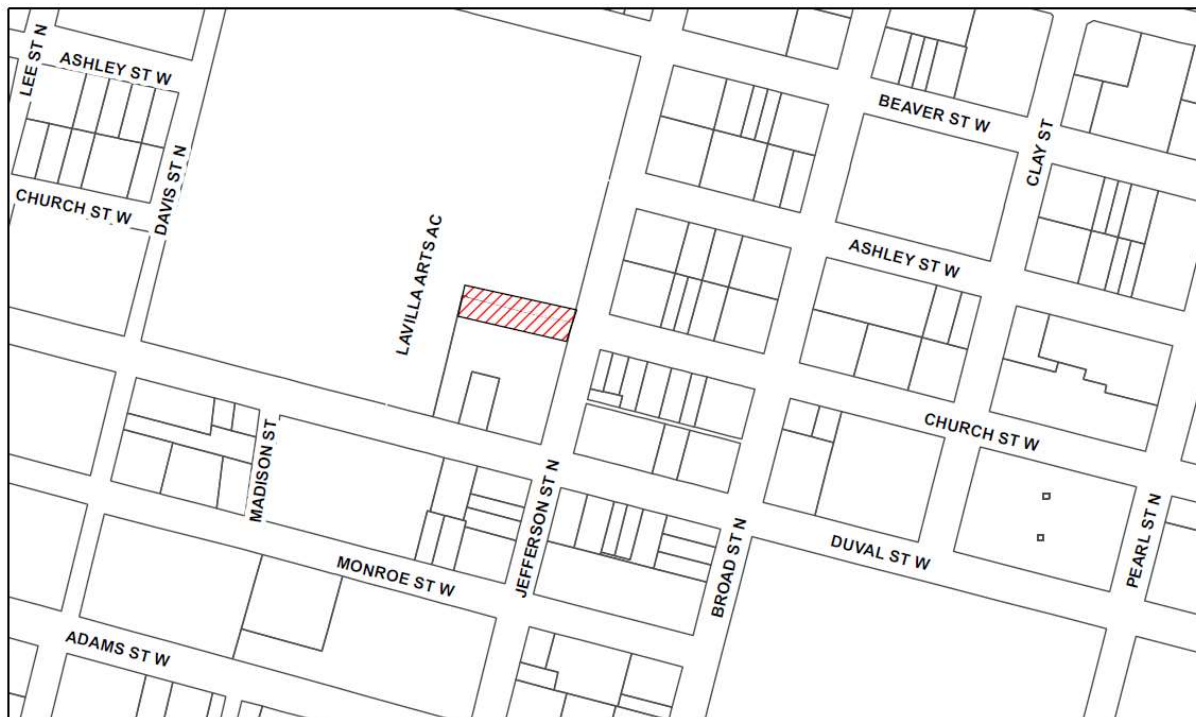 LEE ST N
ASHLEY ST W
BEAVER ST W
CLAY ST
CHURCH ST W
DAVIS ST N
LAVILLA ARTS AC
ASHLEY ST W
CHURCH ST W
MADISON ST
JEFFERSON ST N
MONROE ST W
BROAD ST N
DUVAL ST W
PEARL ST N
ADAMS ST W